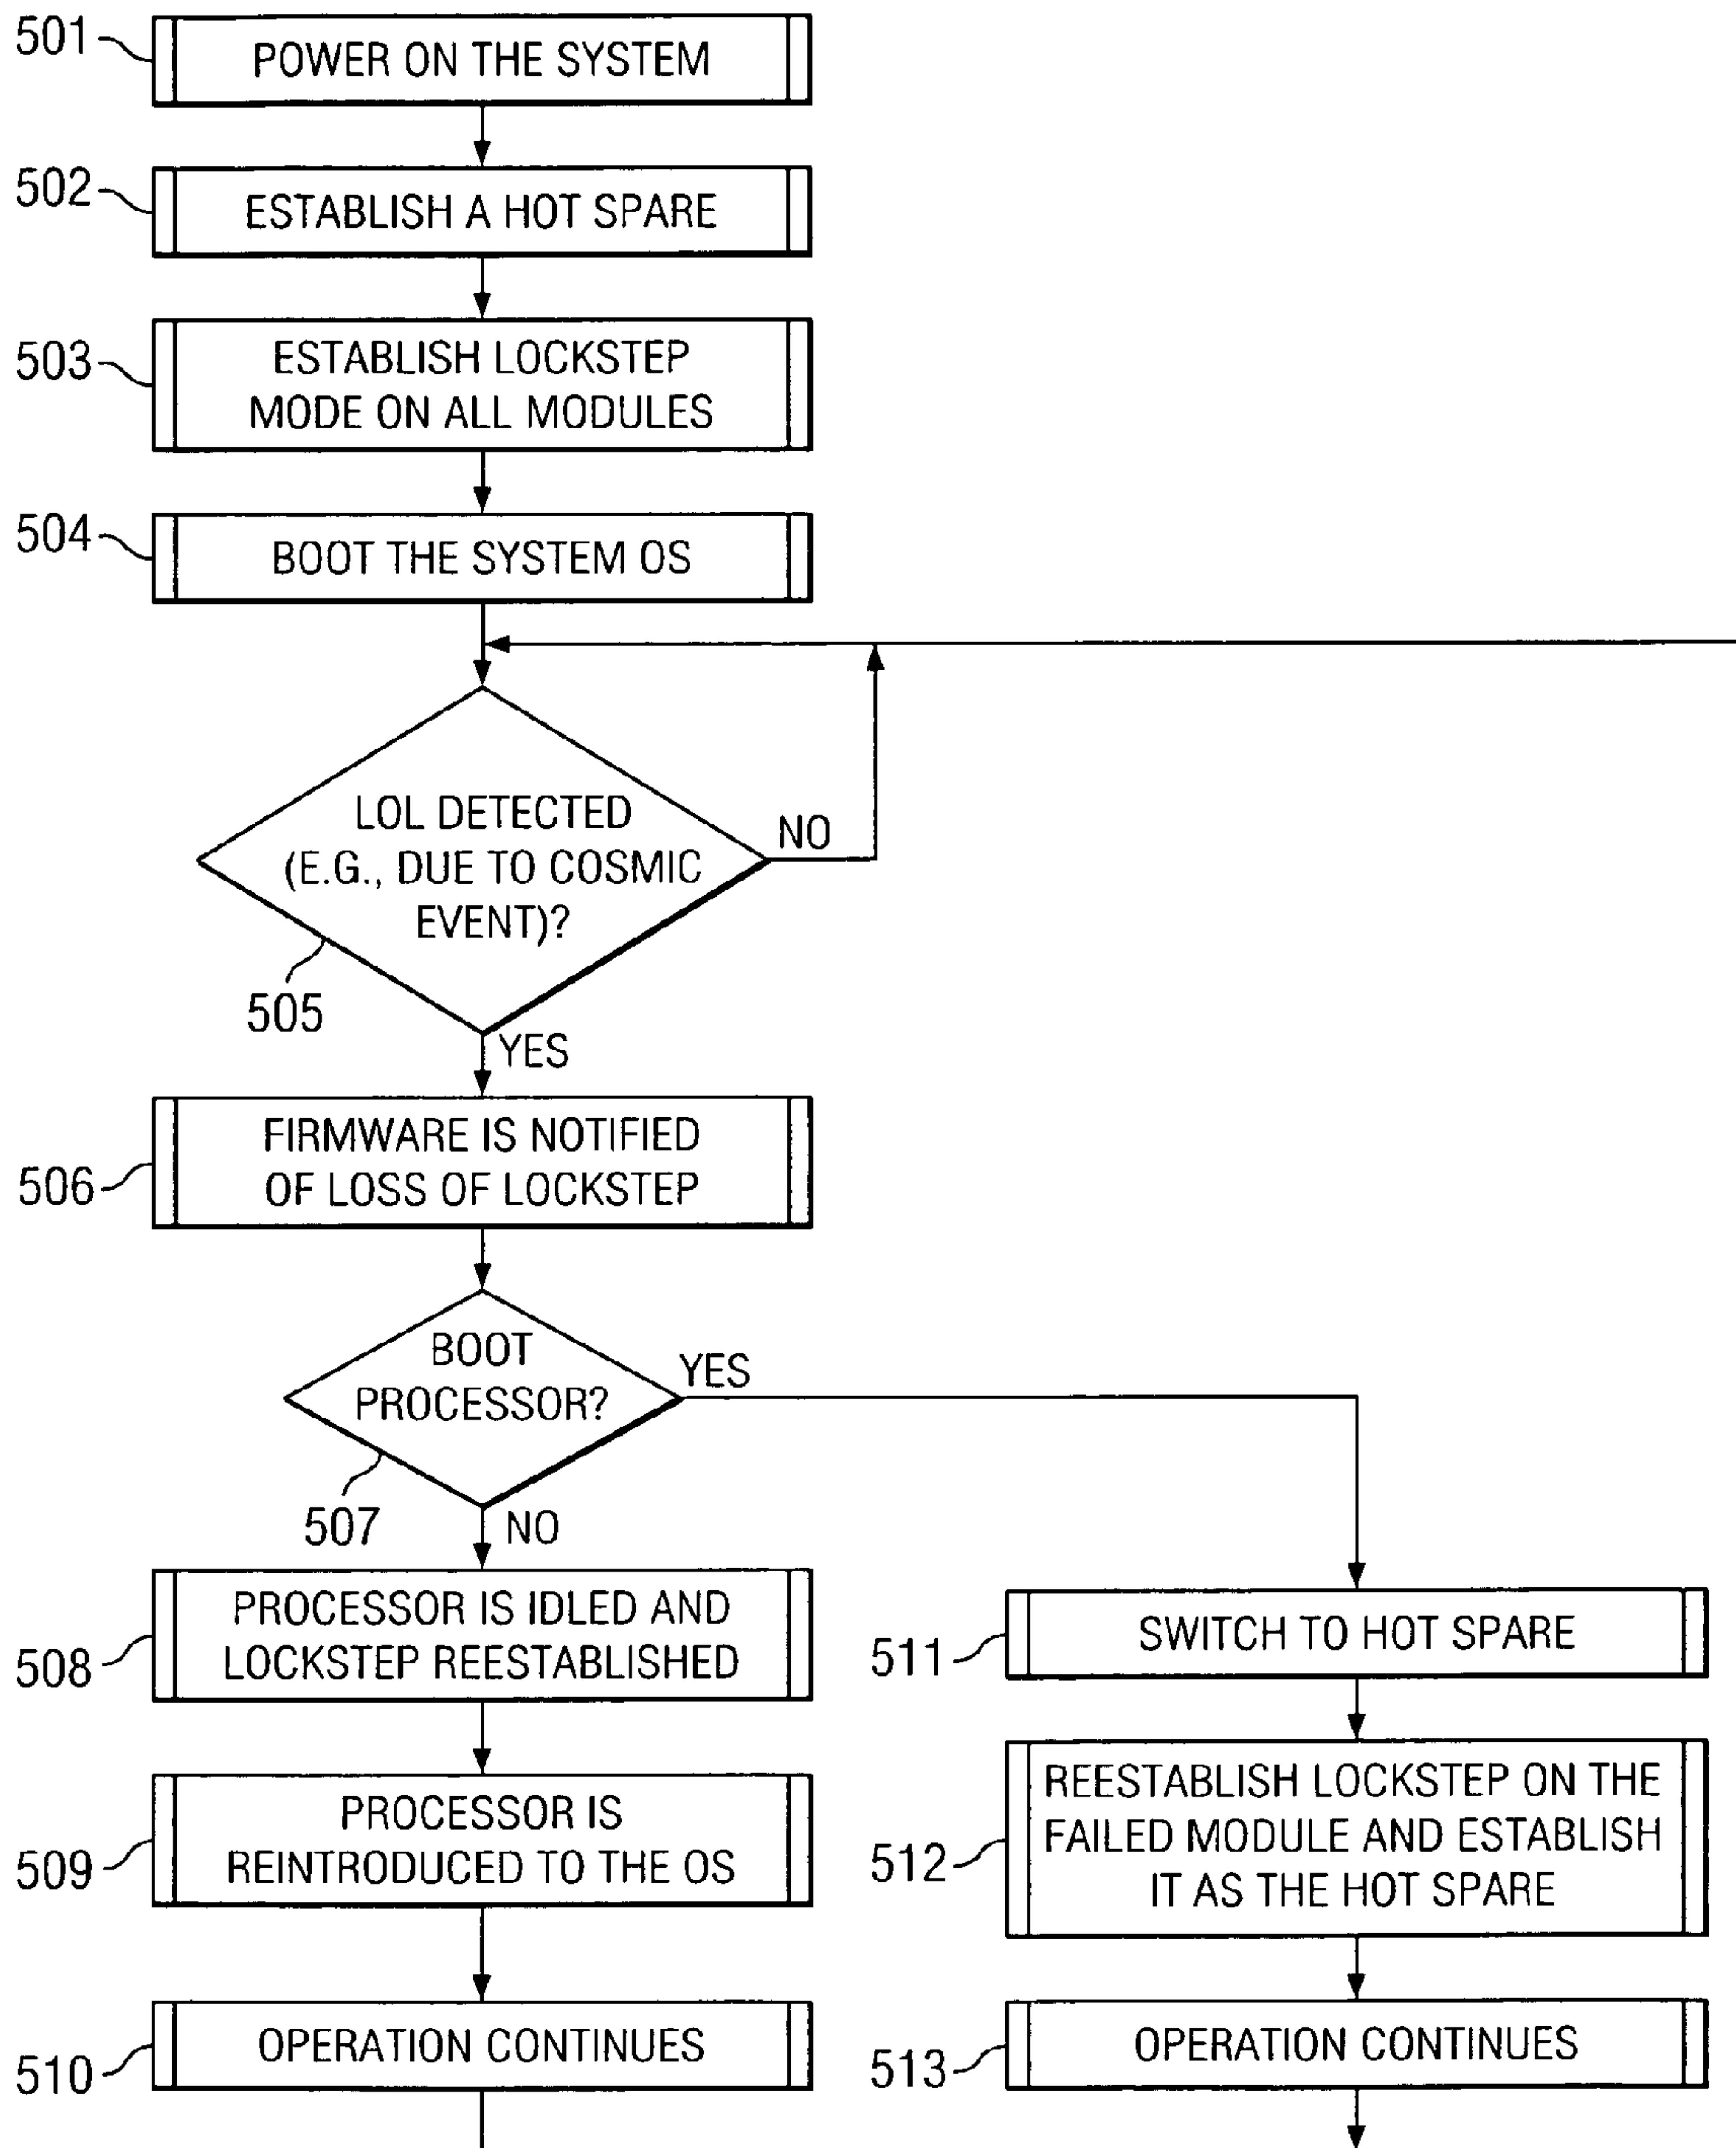 501
POWER ON THE SYSTEM
502
ESTABLISH A HOT SPARE
503
ESTABLISH LOCKSTEP
MODE ON ALL MODULES
504
BOOT THE SYSTEM OS
LOL DETECTED
(E.G., DUE TO COSMIC
EVENT)?
NO
505
YES
506
FIRMWARE IS NOTIFIED
OF LOSS OF LOCKSTEP
BOOT
PROCESSOR?
YES
507
NO
508
PROCESSOR IS IDLED AND
LOCKSTEP REESTABLISHED
511
SWITCH TO HOT SPARE
509
PROCESSOR IS
REINTRODUCED TO THE OS
512
REESTABLISH LOCKSTEP ON THE
FAILED MODULE AND ESTABLISH
IT AS THE HOT SPARE
510
OPERATION CONTINUES
513
OPERATION CONTINUES